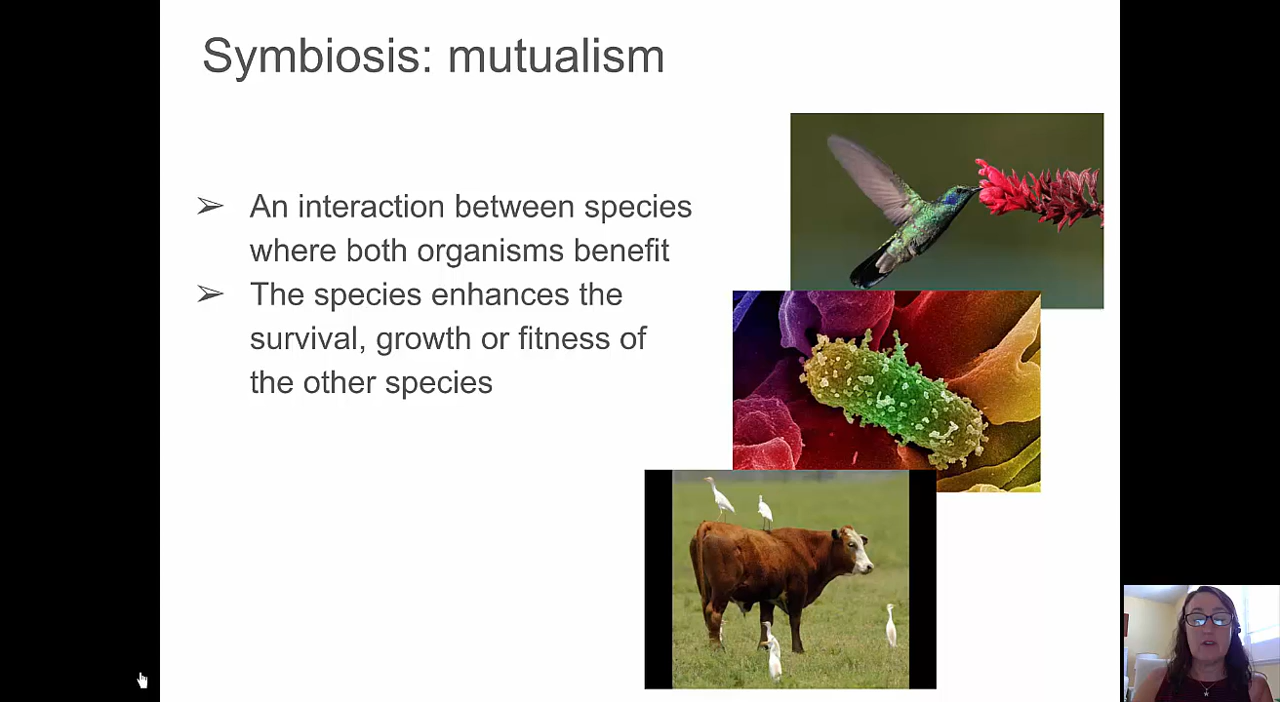 Symbiosis: mutualism
➢ An interaction between species
where both organisms benefit
➢ The species enhances the
survival, growth or fitness of
the other species